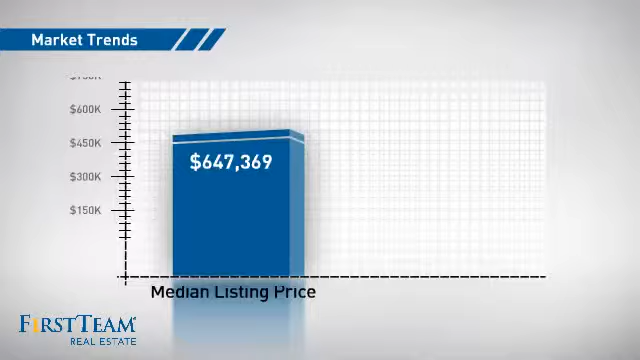 Market Trends
$600K
$450K
$300K
$150K
$647,369
Median Listing Price
FIRSTTEAM
REAL ESTATE